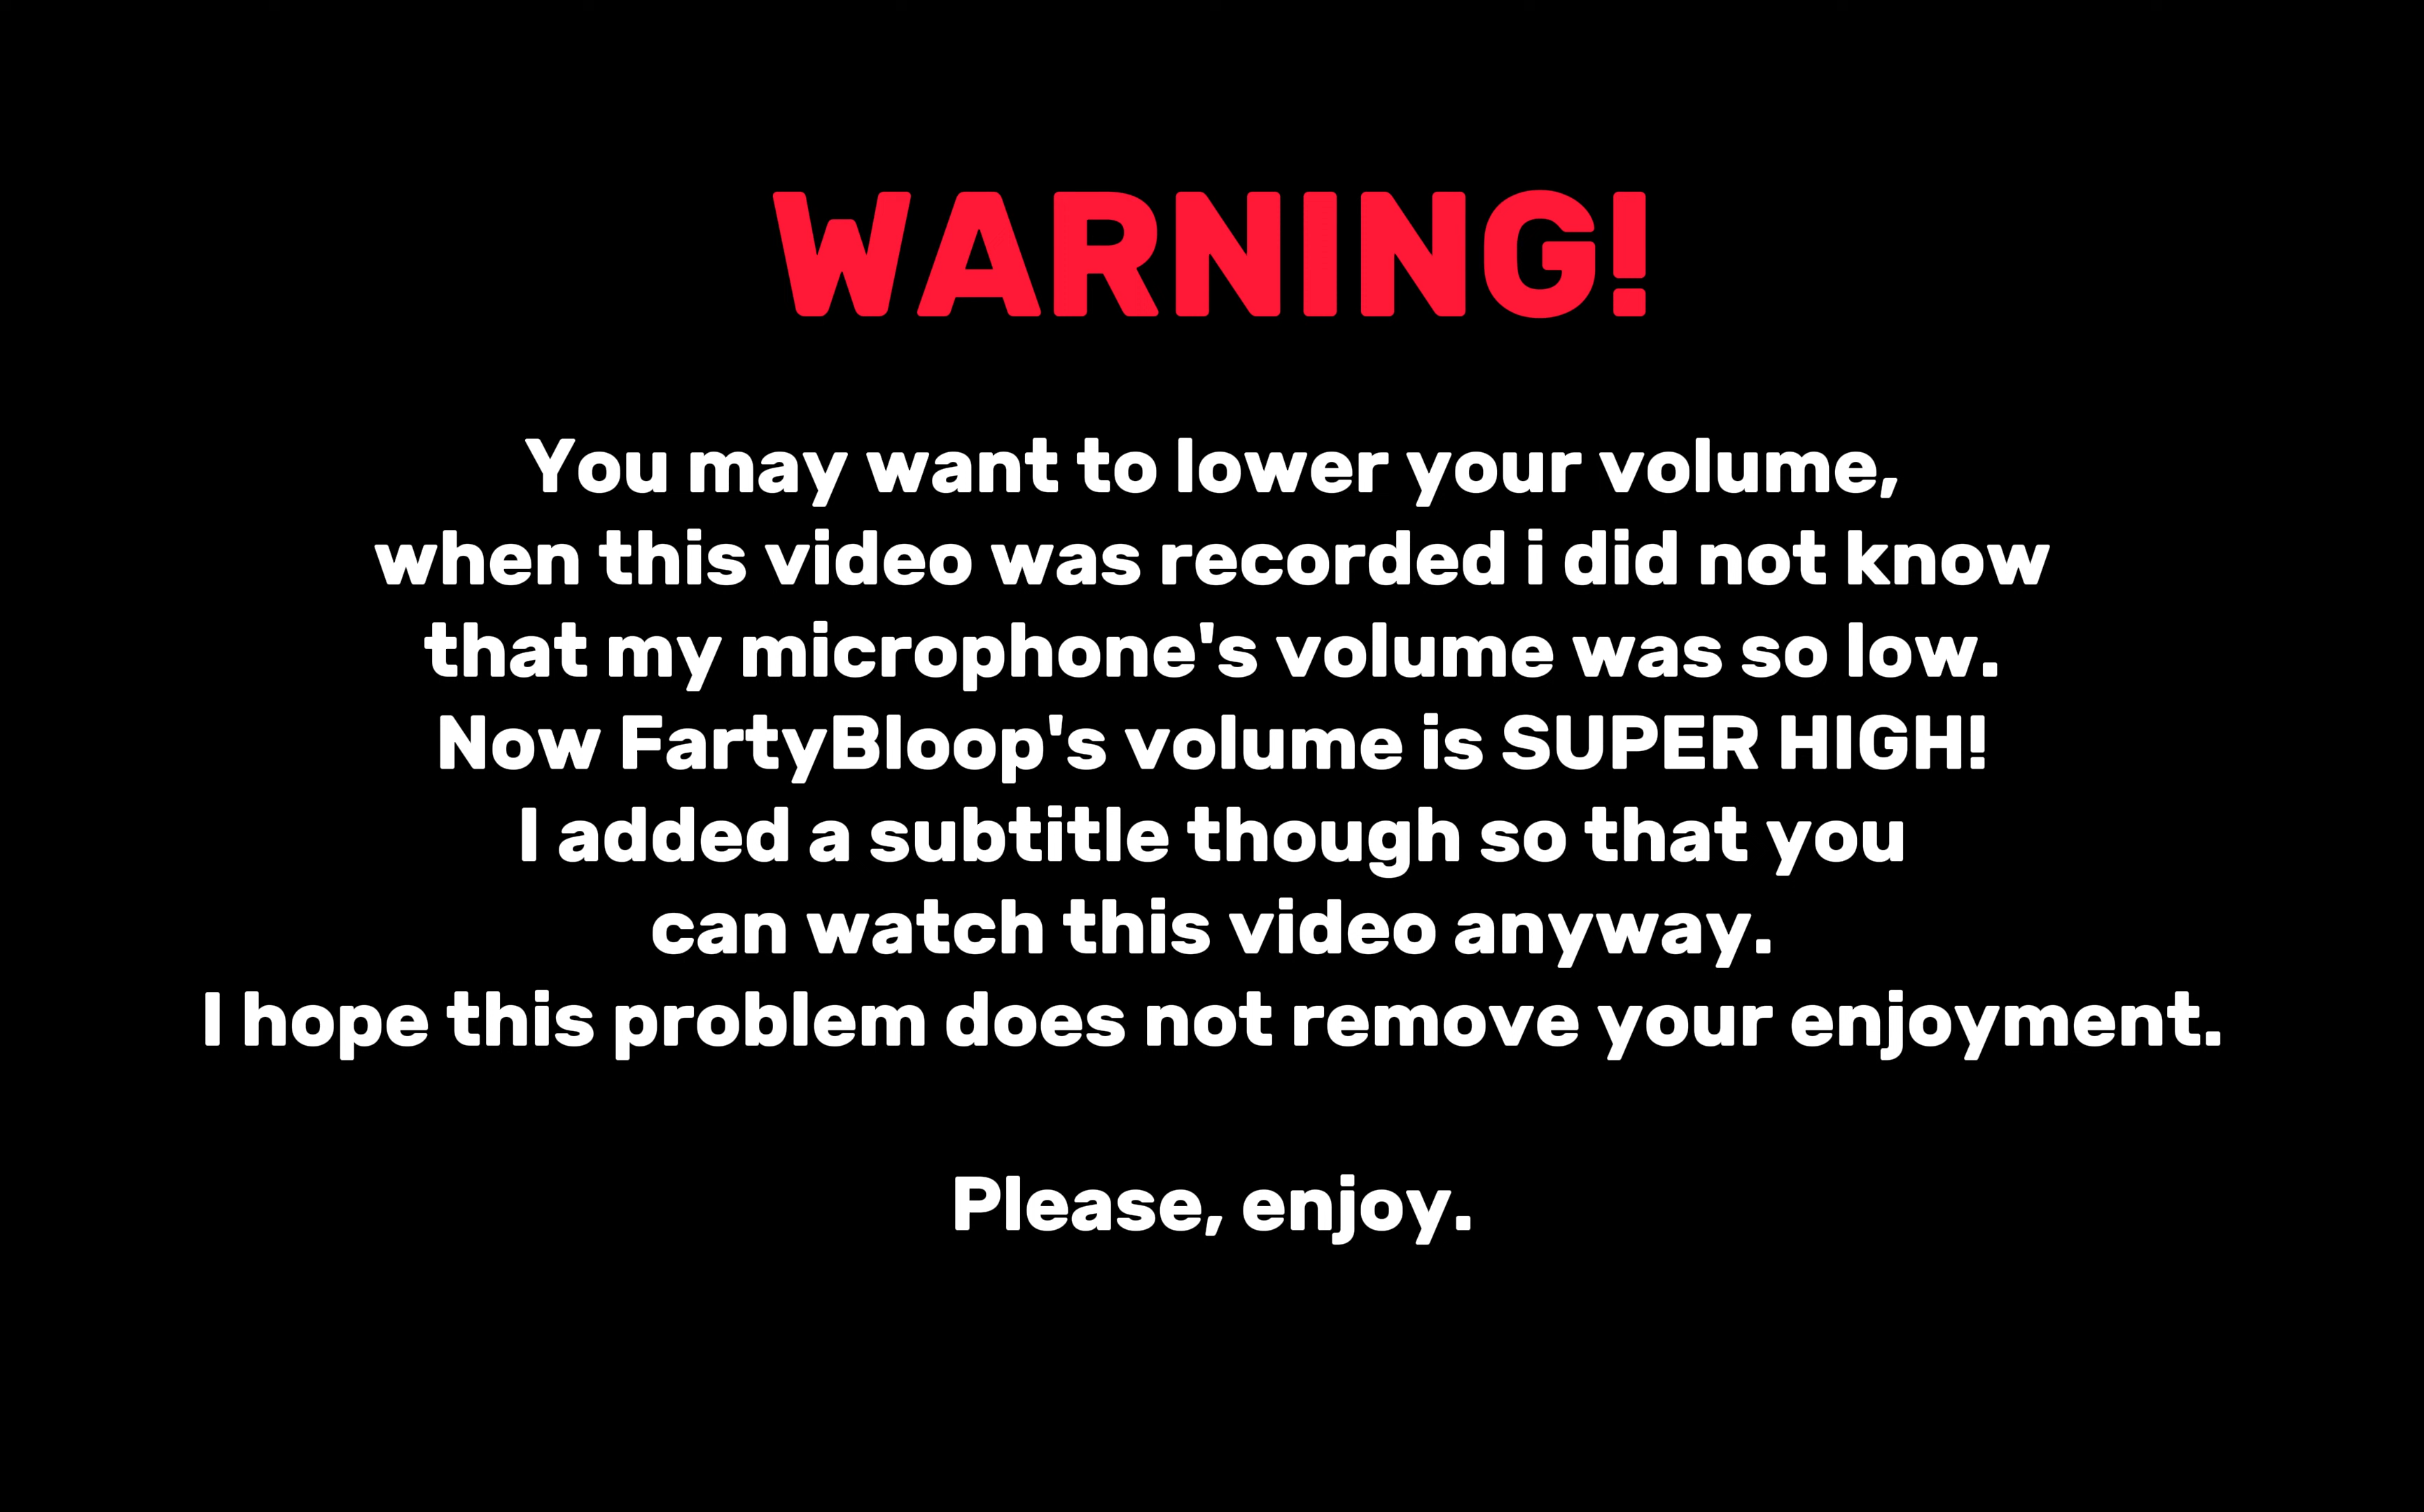 WARNING!
You may want to lower your volume,
when this video was recorded i did not know
that my microphone's volume was so low.
Now FartyBloop's volume is SUPER HIGH!
I added a subtitle though so that you
can watch this video anyway.
I hope this problem does not remove your enjoyment.
Please, enjoy.